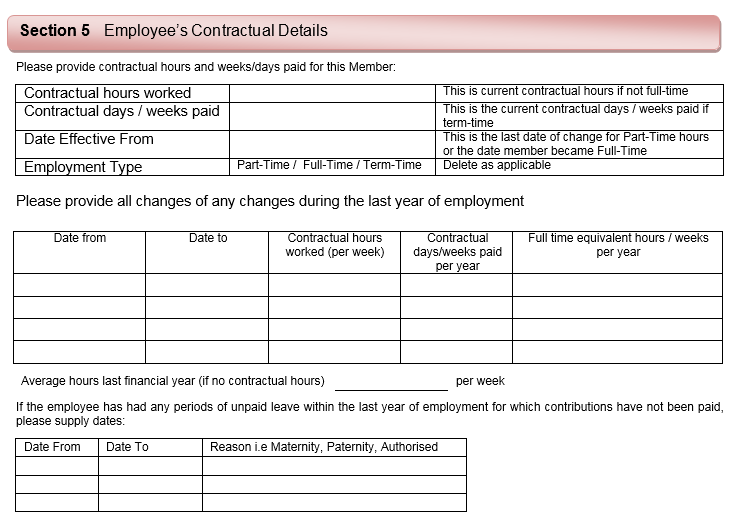 Section 5 Employee's Contractual Details
Please provide contractual hours and weeks/days paid for this Member:
Contractual hours worked
This is current contractual hours if not full-time
Contractual days / weeks paid
This is the current contractual days / weeks paid if
term-time
Date Effective From
This is the last date of change for Part-Time hours
or the date member became Full-Time
Employment Type
Part-Time / Full-Time / Term-Time
Delete as applicable
Please provide all changes of any changes during the last year of employment
Date from
Date to
Contractual hours
worked (per week)
Contractual
days/weeks paid
per year
Full time equivalent hours / weeks
per year
Average hours last financial year (if no contractual hours) ____________ per week
If the employee has had any periods of unpaid leave within the last year of employment for which contributions have not been paid,
please supply dates:
Date From
Date To
Reason i.e Maternity, Paternity, Authorised